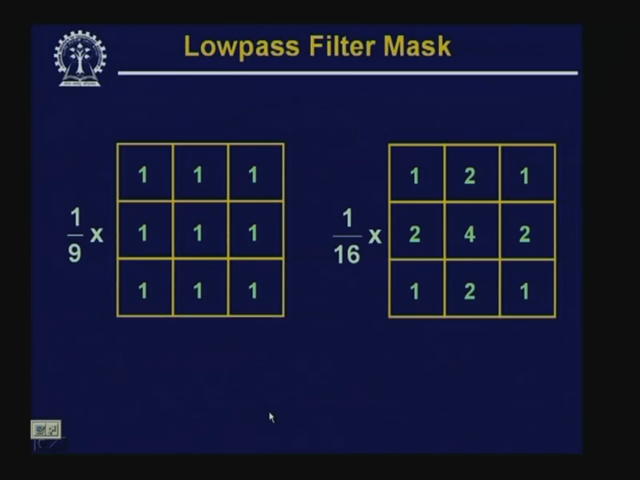 Lowpass Filter Mask
1 1 1
1/9 x 1 1 1
1 1 1
1 2 1
1/16 x 2 4 2
1 2 1